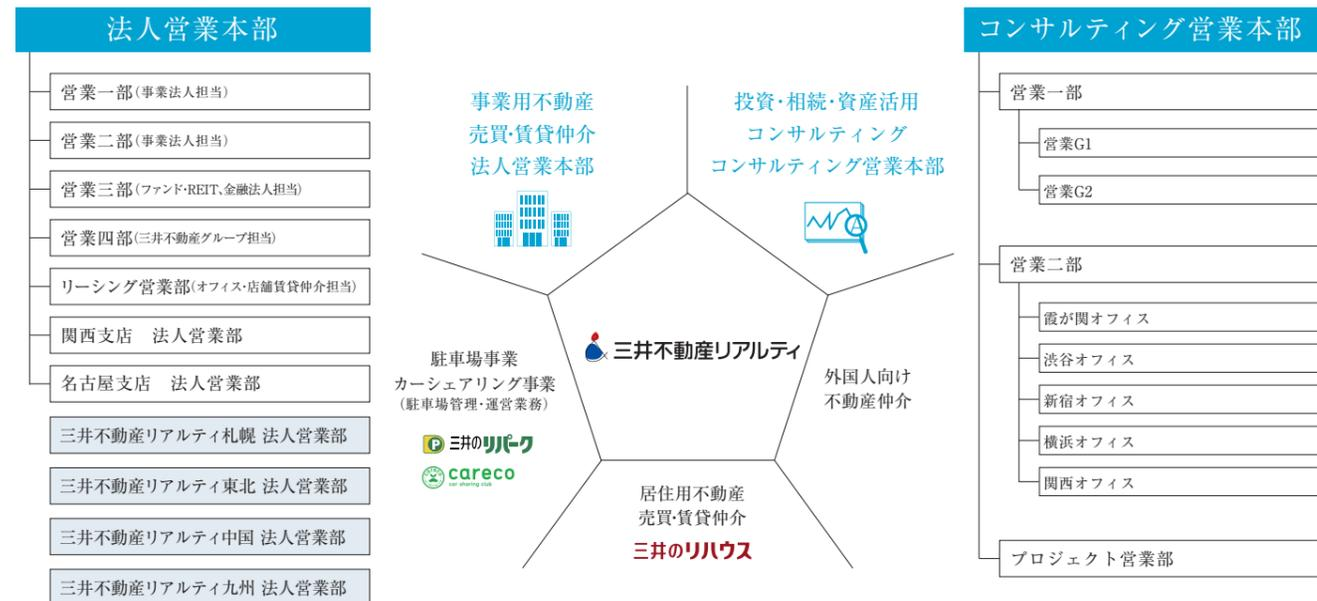 法人営業本部
営業一部(事業法人担当)
営業二部(事業法人担当)
営業三部(ファンド・REIT、金融法人担当)
営業四部(三井不動産グループ担当)
リーシング営業部(オフィス・店舗賃貸仲介担当)
関西支店　法人営業部
名古屋支店　法人営業部
三井不動産リアルティ札幌 法人営業部
三井不動産リアルティ東北 法人営業部
三井不動産リアルティ中国 法人営業部
三井不動産リアルティ九州 法人営業部
事業用不動産
売買・賃貸仲介
法人営業本部
投資・相続・資産活用
コンサルティング
コンサルティング営業本部
三井不動産リアルティ
駐車場事業
カーシェアリング事業
(駐車場管理・運営業務)
P 三井のリパーク
careco
car sharing club
外国人向け
不動産仲介
居住用不動産
売買・賃貸仲介
三井のリハウス
コンサルティング営業本部
営業一部
営業G1
営業G2
営業二部
霞が関オフィス
渋谷オフィス
新宿オフィス
横浜オフィス
関西オフィス
プロジェクト営業部